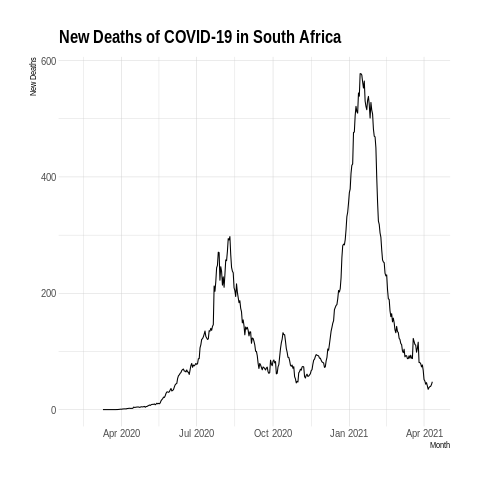 New Deaths of COVID-19 in South Africa
New Deaths
600
400
200
0
Apr 2020 Jul 2020 Oct 2020 Jan 2021 Apr 2021
Month